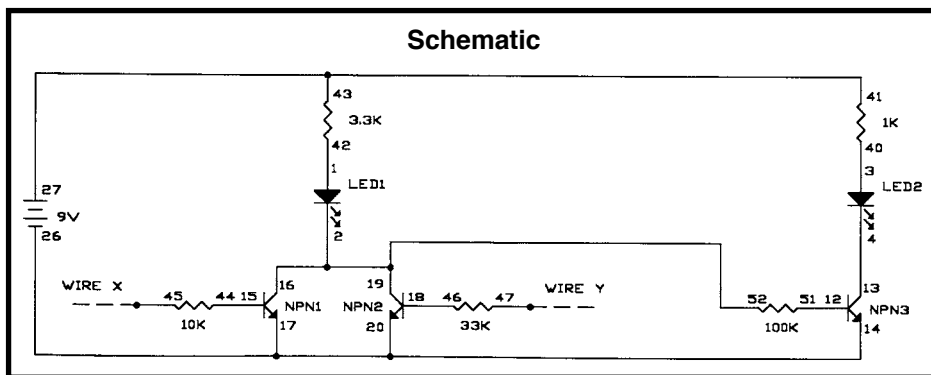 Schematic
43
3.3K
42
1
LED1
2
41
1K
40
3
LED2
4
27
9V
26
WIRE X
45
44
15
10K
16
NPN1
17
19
NPN2
20
18
46
47
33K
WIRE Y
52
51
12
100K
13
NPN3
14